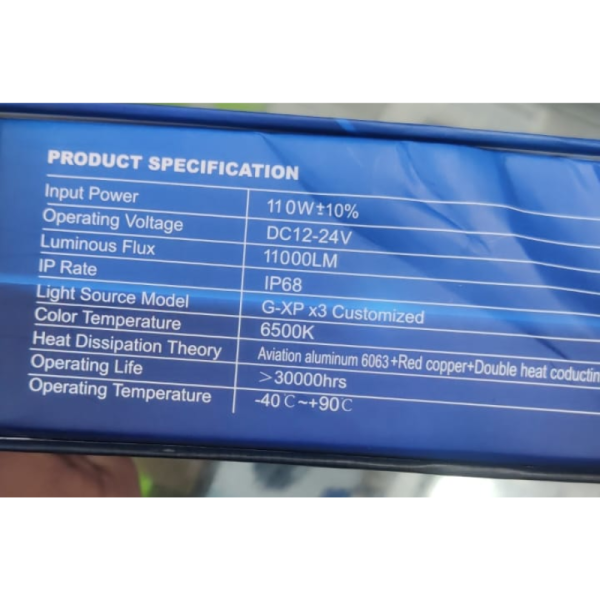 PRODUCT SPECIFICATION
Input Power 110W±10%
Operating Voltage DC12-24V
Luminous Flux 11000LM
IP Rate IP68
Light Source Model G-XP x3 Customized
Color Temperature 6500K
Heat Dissipation Theory Aviation aluminum 6063+Red copper+Double heat coductin
Operating Life >30000hrs
Operating Temperature -40℃~+90℃